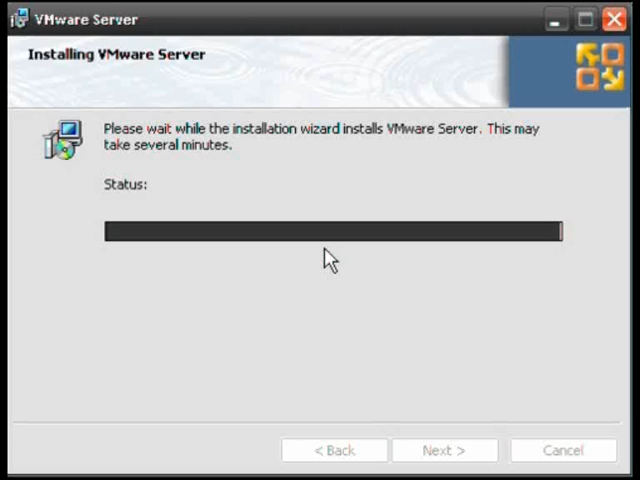 VMware Server
Installing VMware Server
Please wait while the installation wizard installs VMware Server. This may
take several minutes.
Status:
< Back
Next >
Cancel